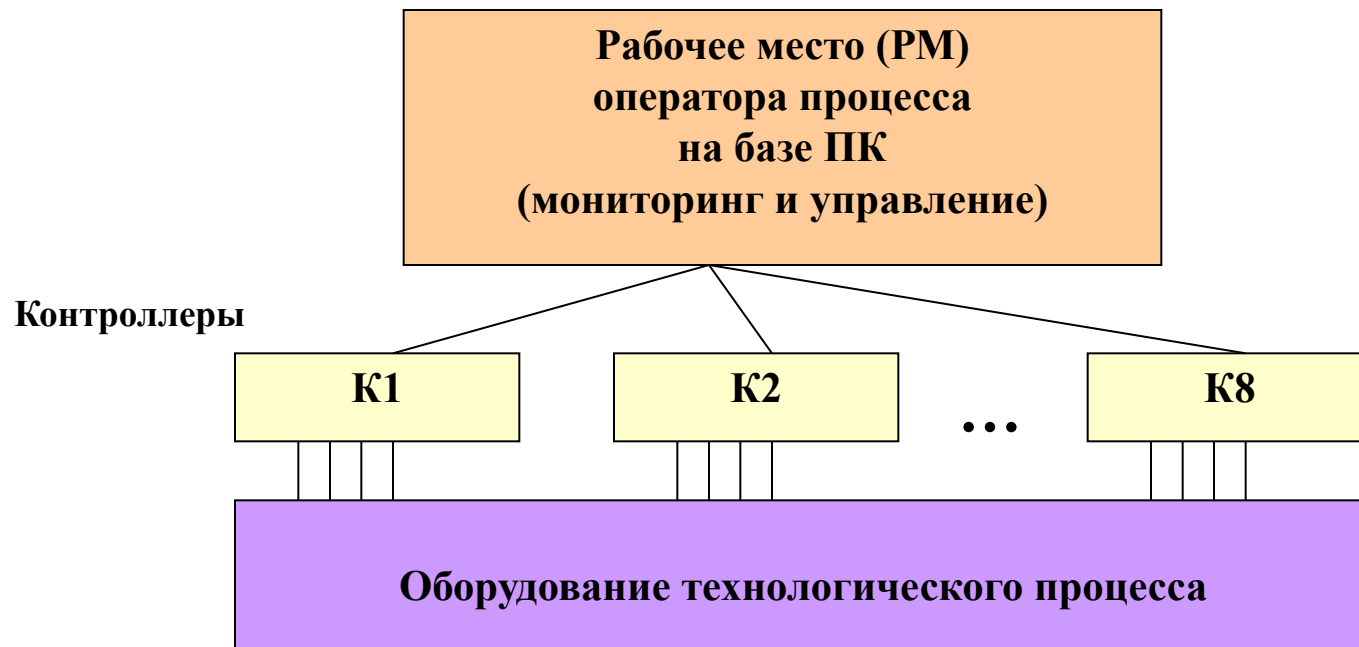 Рабочее место (РМ)
оператора процесса
на базе ПК
(мониторинг и управление)
Контроллеры
К1
К2
...
К8
Оборудование технологического процесса